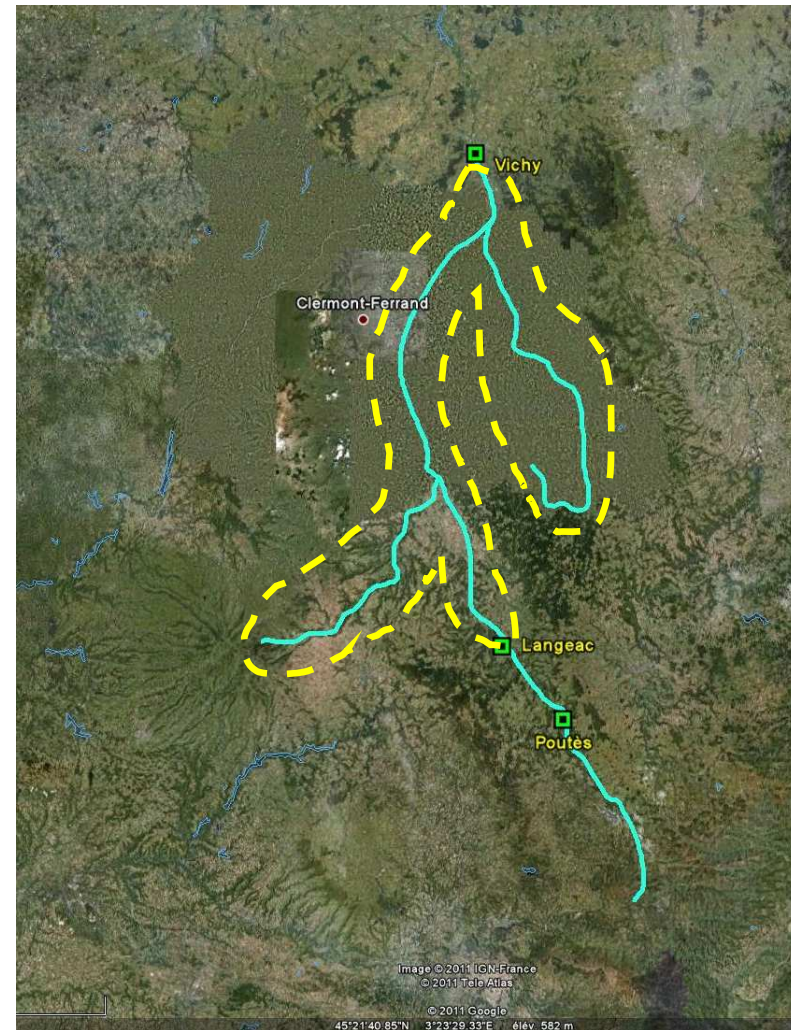 Vichy
Clermont-Ferrand
Langeac
Poutès
Image © 2011 IGN-France
© 2011 Tele Atlas
© 2011 Google
45°21'40.85"N 3°23'29.33"E élév. 582 m